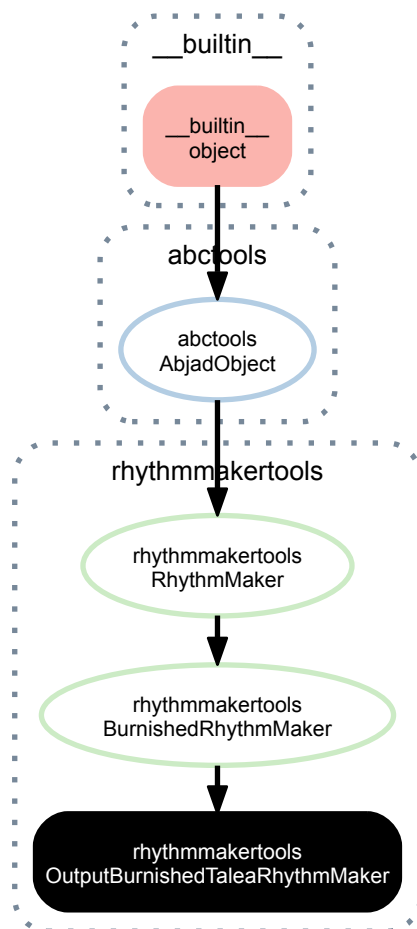 __builtin__
__builtin__
object
abctools
abctools
AbjadObject
rhythmmakertools
rhythmmakertools
RhythmMaker
rhythmmakertools
BurnishedRhythmMaker
rhythmmakertools
OutputBurnishedTaleaRhythmMaker